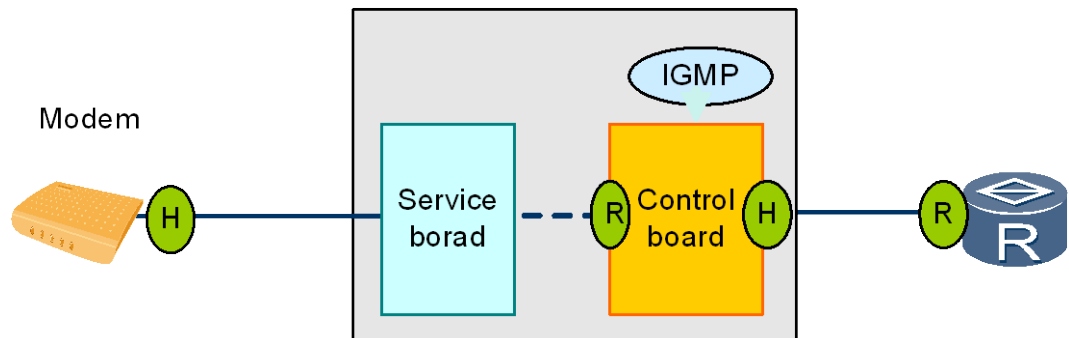 IGMP
Modem
H
Service
borad
R
Control
board
H
R
R